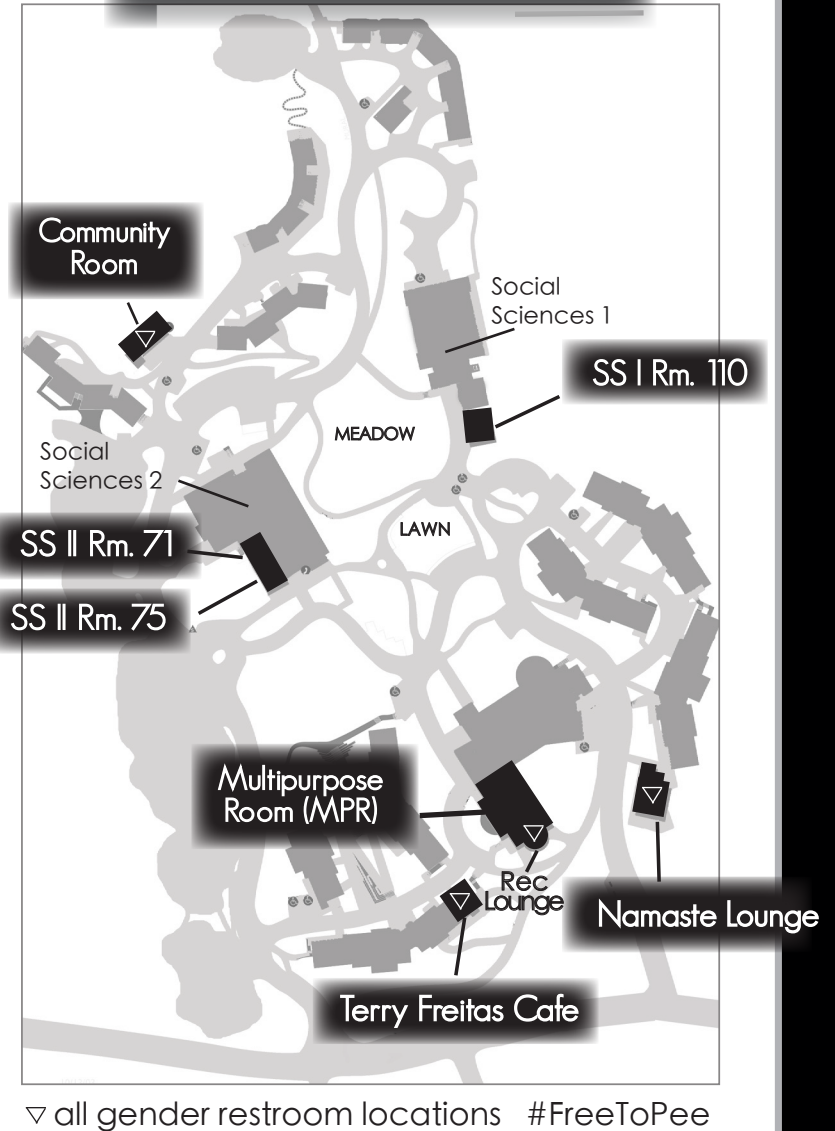 Community
Room
Social
Sciences 1
SS I Rm. 110
MEADOW
Social
Sciences 2
LAWN
SS II Rm. 71
SS II Rm. 75
Multipurpose
Room (MPR)
Rec
Lounge
Namaste Lounge
Terry Freitas Cafe
▽ all gender restroom locations #FreeToPee